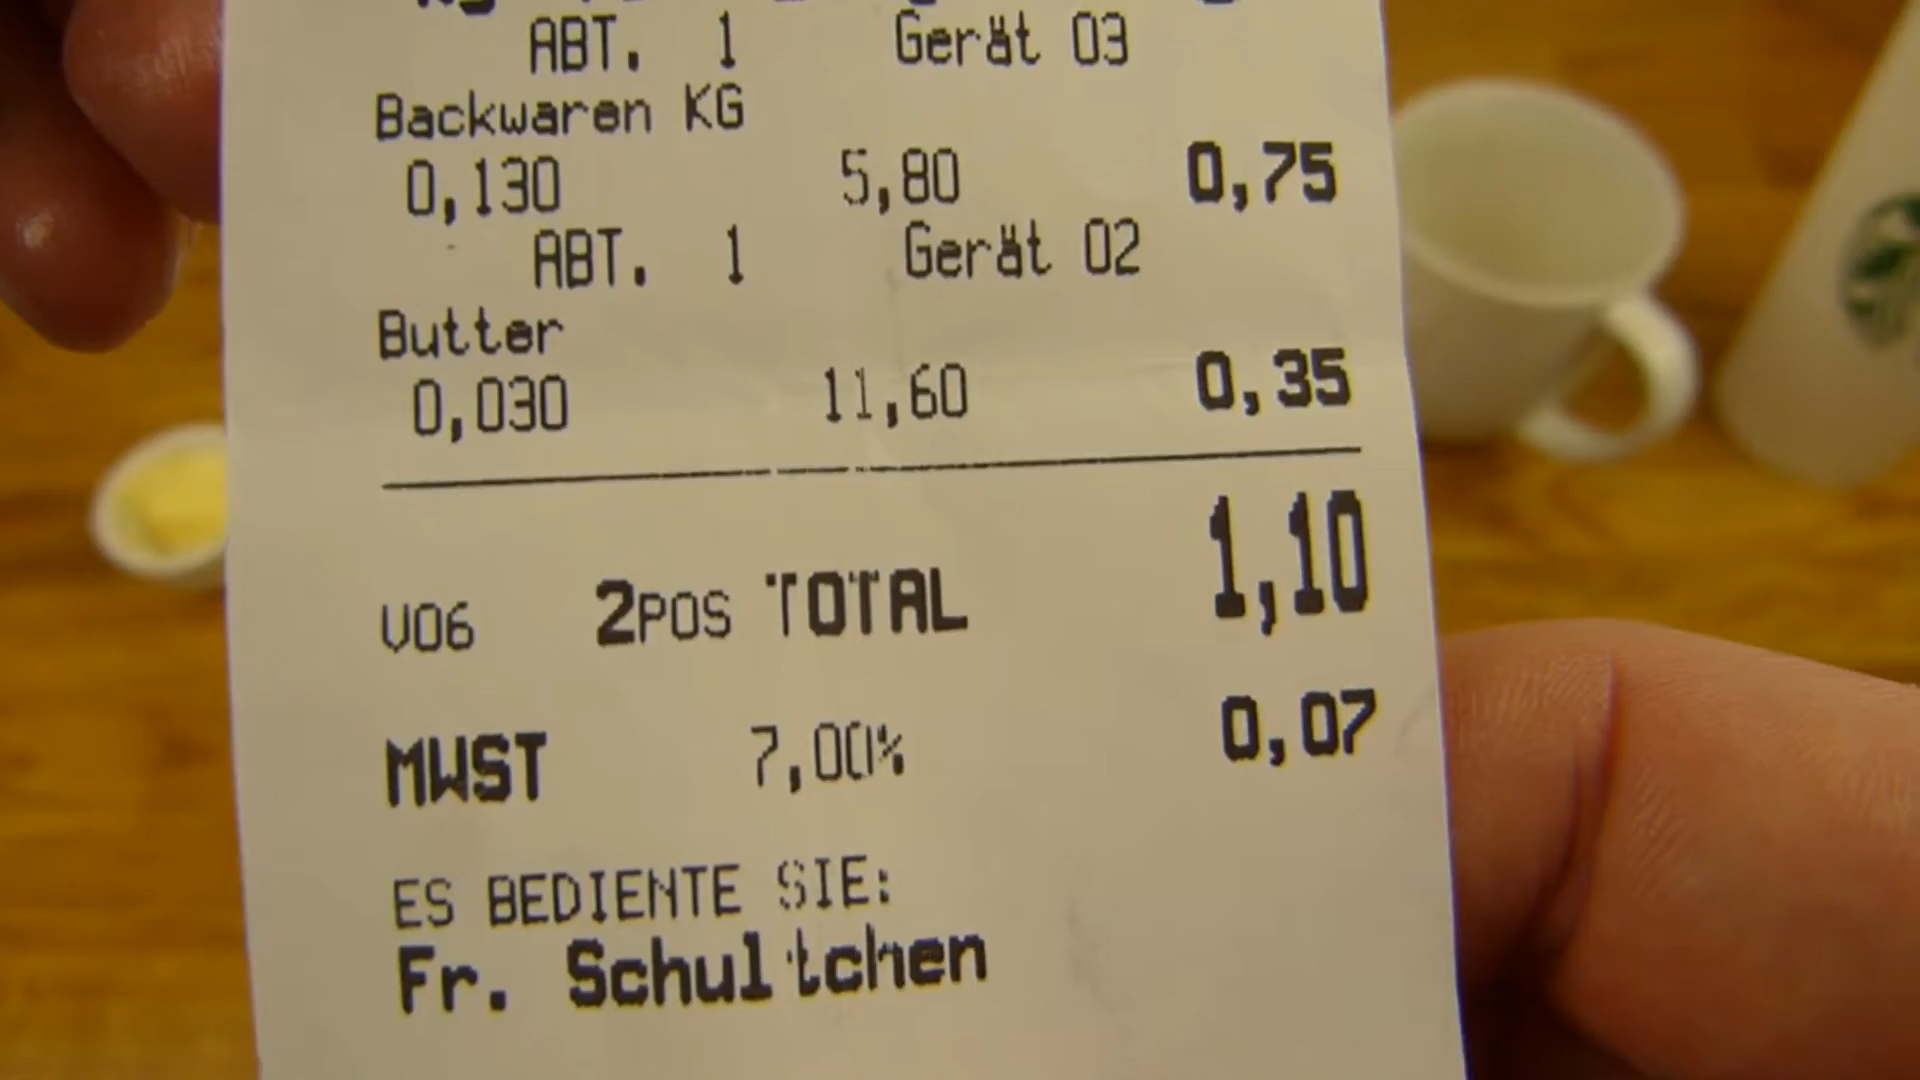 ABT. 1 Gerät 03
Backwaren KG
0,130 5,80 0,75
ABT. 1 Gerät 02
Butter
0,030 11,60 0,35
V06 2POS TOTAL 1,10
MWST 7,00% 0,07
ES BEDIENTE SIE:
Fr. Schultchen